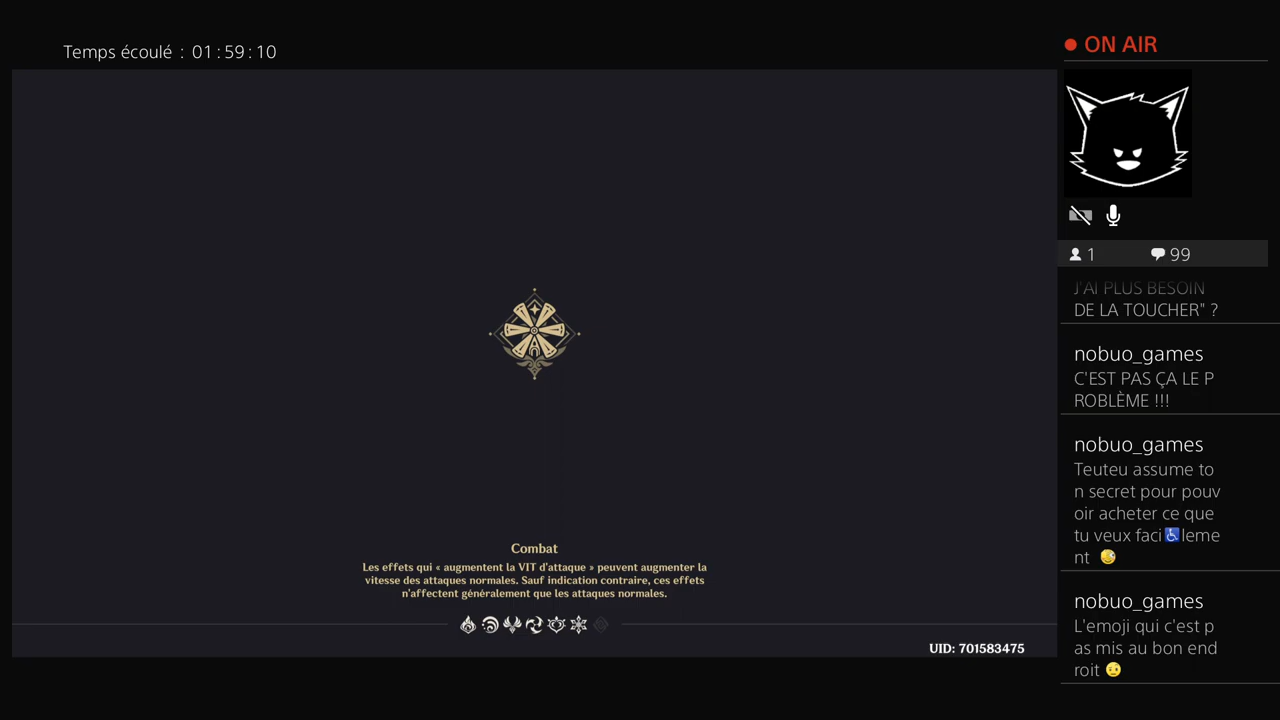 Temps écoulé : 01:59:10
ON AIR
1
99
J'AI PLUS BESOIN
DE LA TOUCHER" ?
nobuo_games
C'EST PAS ÇA LE P
ROBLÈME !!!
nobuo_games
Teuteu assume to
n secret pour pouv
oir acheter ce que
tu veux faci♿leme
nt 🧐
nobuo_games
L'emoji qui c'est p
as mis au bon end
roit 🤨
Combat
Les effets qui « augmentent la VIT d'attaque » peuvent augmenter la
vitesse des attaques normales. Sauf indication contraire, ces effets
n'affectent généralement que les attaques normales.
UID: 701583475